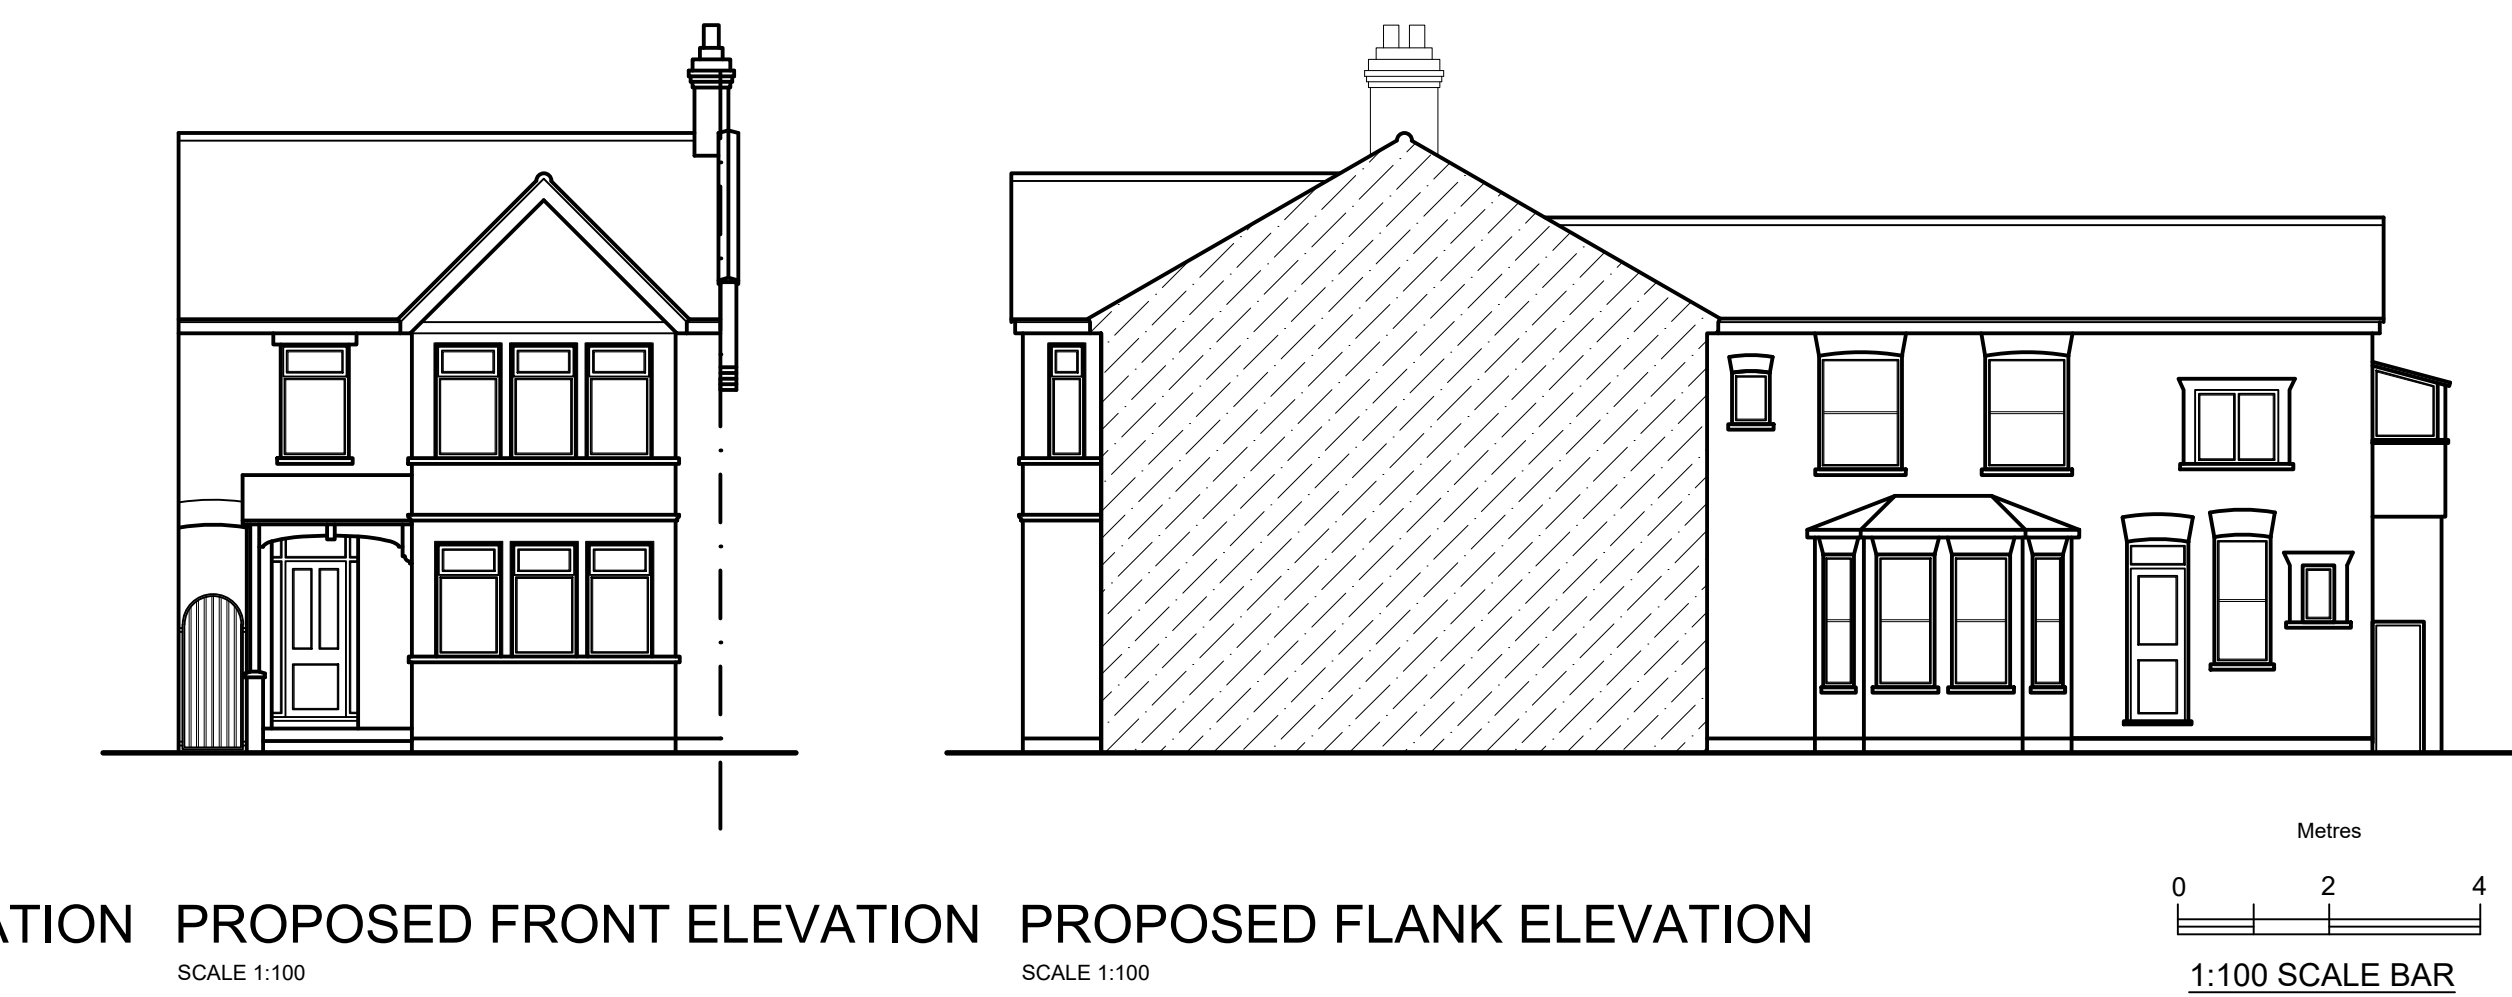 Metres
0 2 4
ATION PROPOSED FRONT ELEVATION PROPOSED FLANK ELEVATION
SCALE 1:100 SCALE 1:100
1:100 SCALE BAR